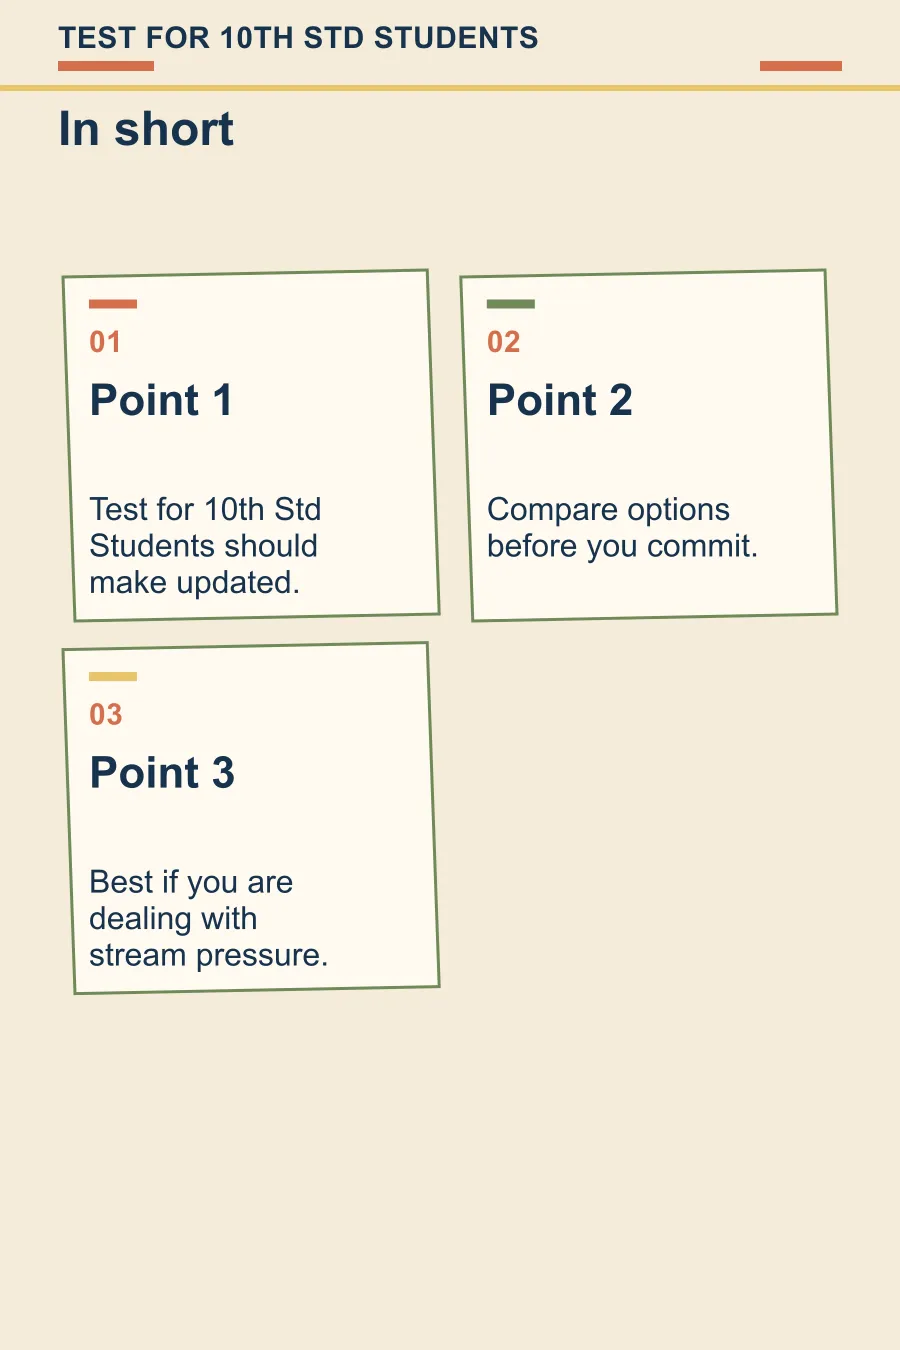 TEST FOR 10TH STD STUDENTS
In short
01
Point 1
Test for 10th Std
Students should
make updated.
02
Point 2
Compare options
before you commit.
03
Point 3
Best if you are
dealing with
stream pressure.